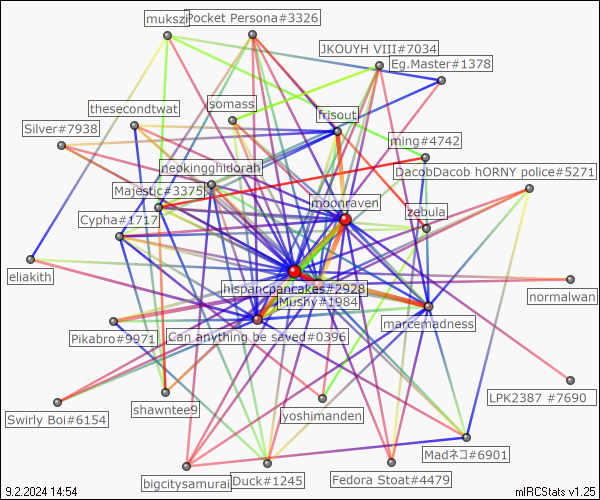 mukszi
Pocket Persona#3326
JKOUYH VIII#7034
Eg.Master#1378
somass
thesecondtwat
frisout
Silver#7938
ming#4742
neokingghidorah
DacobDacob hORNY police#5271
Majestic#3375
moonraven
zebula
Cypha#1717
eliakith
hispancpancakes#2928
normalwan
Mushy#1984
marcemadness
Pikabro#9971
Can anything be saved#0396
LPK2387 #7690
shawntee9
yoshimanden
Swirly Boi#6154
Madネコ#6901
bigcitysamurai
Duck#1245
Fedora Stoat#4479
9.2.2024 14:54
mIRCStats v1.25